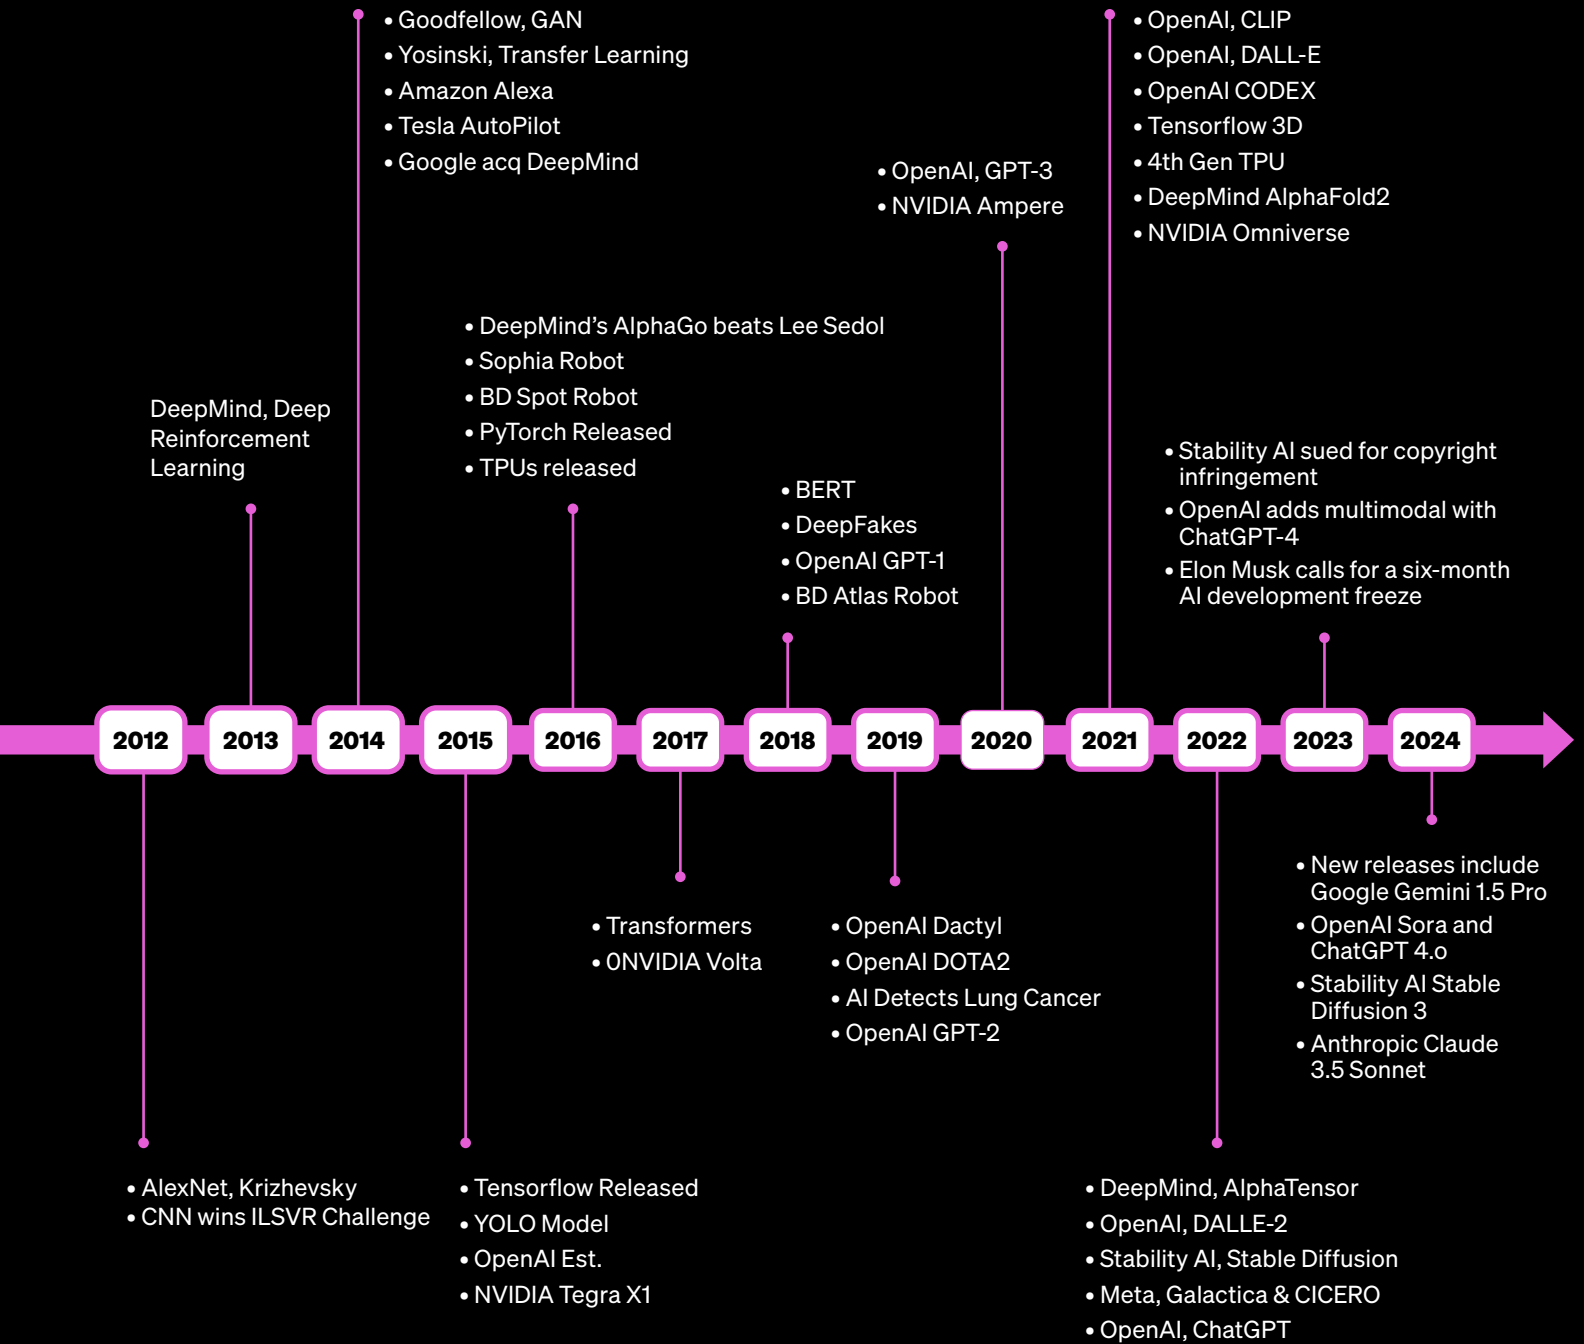 • Goodfellow, GAN
• Yosinski, Transfer Learning
• Amazon Alexa
• Tesla AutoPilot
• Google acq DeepMind
• OpenAI, CLIP
• OpenAI, DALL-E
• OpenAI CODEX
• Tensorflow 3D
• 4th Gen TPU
• DeepMind AlphaFold2
• NVIDIA Omniverse
• OpenAI, GPT-3
• NVIDIA Ampere
• DeepMind’s AlphaGo beats Lee Sedol
• Sophia Robot
• BD Spot Robot
• PyTorch Released
• TPUs released
DeepMind, Deep
Reinforcement
Learning
• BERT
• DeepFakes
• OpenAI GPT-1
• BD Atlas Robot
• Stability AI sued for copyright
infringement
• OpenAI adds multimodal with
ChatGPT-4
• Elon Musk calls for a six-month
AI development freeze
2012 2013 2014 2015 2016 2017 2018 2019 2020 2021 2022 2023 2024
• Transformers
• 0NVIDIA Volta
• OpenAI Dactyl
• OpenAI DOTA2
• AI Detects Lung Cancer
• OpenAI GPT-2
• New releases include
Google Gemini 1.5 Pro
• OpenAI Sora and
ChatGPT 4.o
• Stability AI Stable
Diffusion 3
• Anthropic Claude
3.5 Sonnet
• AlexNet, Krizhevsky
• CNN wins ILSVR Challenge
• Tensorflow Released
• YOLO Model
• OpenAI Est.
• NVIDIA Tegra X1
• DeepMind, AlphaTensor
• OpenAI, DALLE-2
• Stability AI, Stable Diffusion
• Meta, Galactica & CICERO
• OpenAI, ChatGPT